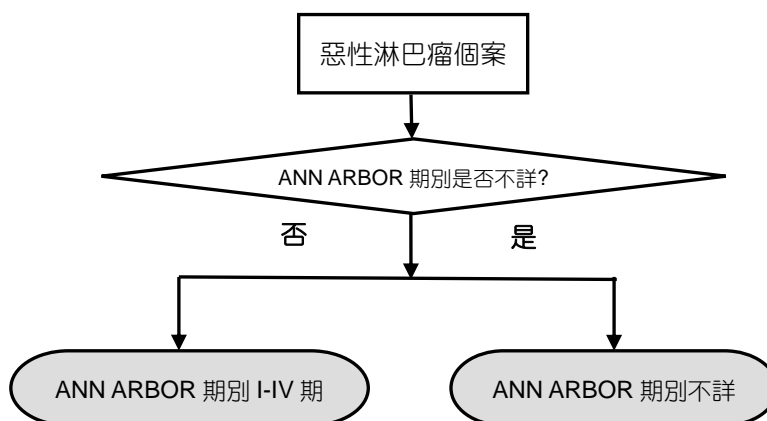 惡性淋巴瘤個案
ANN ARBOR 期別是否不詳?
否
是
ANN ARBOR 期別 I-IV 期
ANN ARBOR 期別不詳